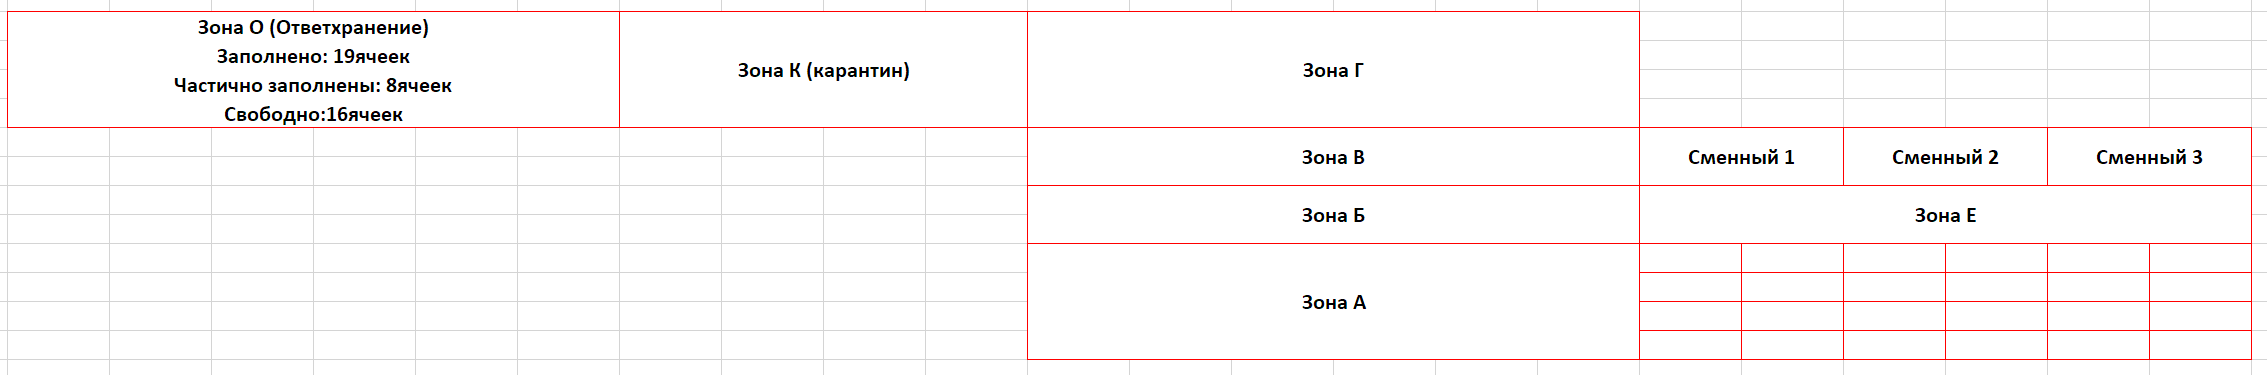 Зона О (Ответхранение)
Заполнено: 19ячеек
Частично заполнены: 8ячеек
Свободно:16ячеек
Зона К (карантин)
Зона Г
Зона В
Сменный 1
Сменный 2
Сменный 3
Зона Б
Зона Е
Зона А